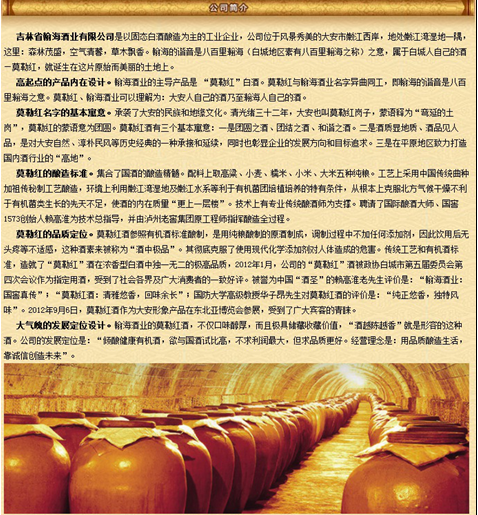 公司简介
吉林省翰海酒业有限公司是以固态白酒酿造为主的工业企业，公司位于风景秀美的大安市嫩江西岸，地处嫩江湾湿地一隅，
这里：森林茂盛，空气清馨，草木飘香。翰海的谐音是八百里瀚海（白城地区素有八百里瀚海之称）之意，属于白城人自己的酒
－莫勒红，就诞生在这片原始而美丽的土地上。
高起点的产品内在设计。翰海酒业的主导产品是 “莫勒红”白酒。莫勒红与翰海酒业名字异曲同工，即翰海的谐音是八百
里翰海之意。莫勒红、翰海酒业可以理解为：大安人自己的酒乃至翰海人自己的酒。
莫勒红名字的基本寓意。承袭了大安的民族和地缘文化。清光绪三十二年，大安也叫莫勒红岗子，蒙语释为“弯延的土
岗”，莫勒红的蒙语意为团圆。莫勒红酒有三个基本寓意：一是团圆之酒、团结之酒、和谐之酒。二是酒质显地质、酒品见人
品，是对大安自然、淳朴民风等历史经典的一种承接和延续，同时也彰显企业的发展方向和目标追求。三是在平原地区致力打造
国内酒行业的“高地”。
莫勒红的酿造标准。集合了国酒的酿造精髓。配料上取高粱、小麦、糯米、小米、大米五种纯粮。工艺上采用中国传统曲种
加祖传秘制工艺酿造，环境上利用嫩江湾湿地及嫩江水系等利于有机菌团培植培养的特有条件，从根本上克服北方气候干燥不利
于有机菌类生长的先天不足，使酒的内在质量“更上一层楼”。技术上有专业传统酿酒师为支撑。聘请了国际酿酒大师、国窖
1573创始人赖高淮为技术总指导，并由泸州老窖集团原工程师指挥酿造全过程。
莫勒红的品质定位。莫勒红酒参照有机酒标准酿制，是用纯粮酿制的原酒制成，调制过程中不加任何添加剂，因此饮用后无
头疼等不适感，这种酒素来被称为“酒中极品”。其彻底克服了使用现代化学添加剂对人体造成的危害。传统工艺和有机酒标
准，造就了“莫勒红”酒在浓香型白酒中独一无二的极高品质，2012年1月，公司的“莫勒红”酒被政协白城市第五届委员会第
四次会议作为指定用酒，受到了社会各界及广大消费者的一致好评。被誉为中国“酒圣”的赖高淮老先生评价是：“翰海酒业：
国窖真传”；“莫勒红酒：清雅悠香，回味余长”；国防大学高级教授华子昂先生对莫勒红酒的评价是：“纯正悠香，独特风
味”。2012年9月6日，莫勒红酒作为大安形象产品在东北亚博览会参展，受到了广大宾客的青睐。
大气魄的发展定位设计。翰海酒业的莫勒红酒，不仅口味醇厚，而且极具储藏收藏价值，“酒越陈越香”就是形容的这种
酒。公司的发展定位是：“倾酿健康有机酒，欲与国酒试比高，不求利润最大，但求品质更好。经营理念是：用品质酿造生活，
靠诚信创造未来”。